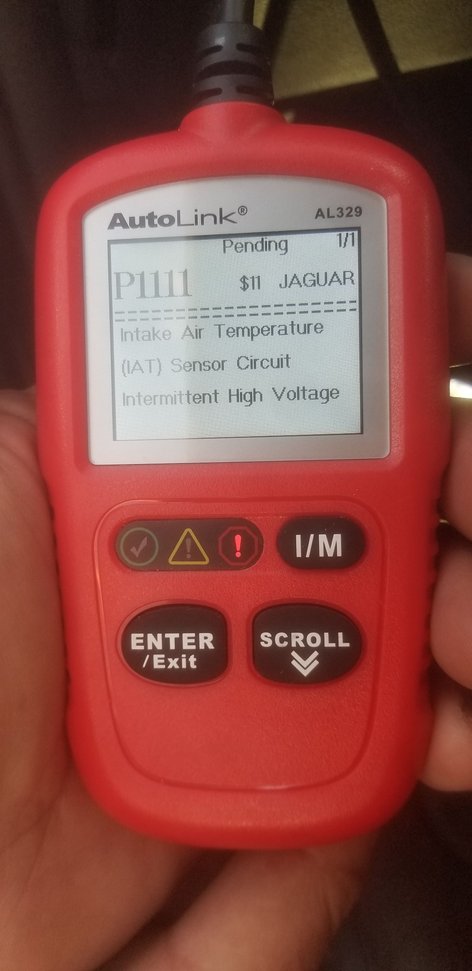 AutoLink® AL329
Pending 1/1
P1111 $11 JAGUAR
Intake Air Temperature
(IAT) Sensor Circuit
Intermittent High Voltage
! ! I/M
ENTER SCROLL
/Exit